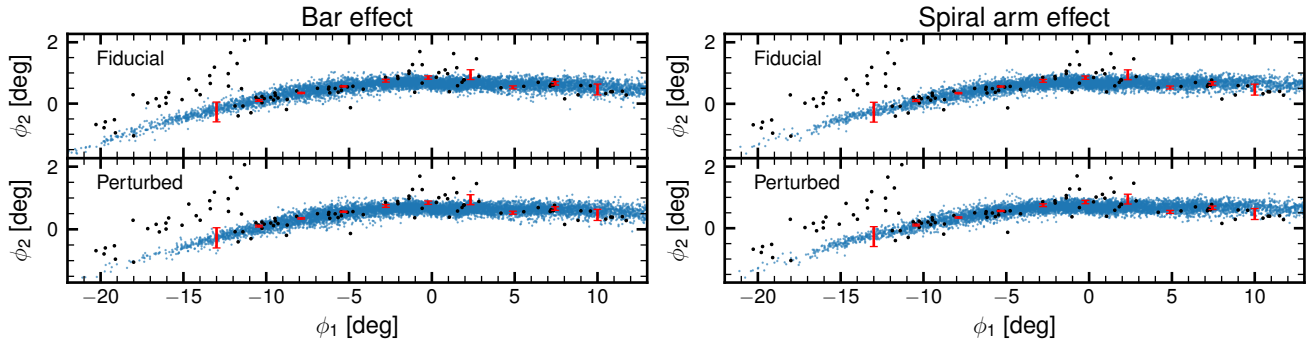 Bar effect
Spiral arm effect
Fiducial
Fiducial
2
0
ϕ₂ [deg]
2
0
ϕ₂ [deg]
Perturbed
Perturbed
2
0
ϕ₂ [deg]
2
0
ϕ₂ [deg]
−20 −15 −10 −5 0 5 10
−20 −15 −10 −5 0 5 10
ϕ₁ [deg]
ϕ₁ [deg]